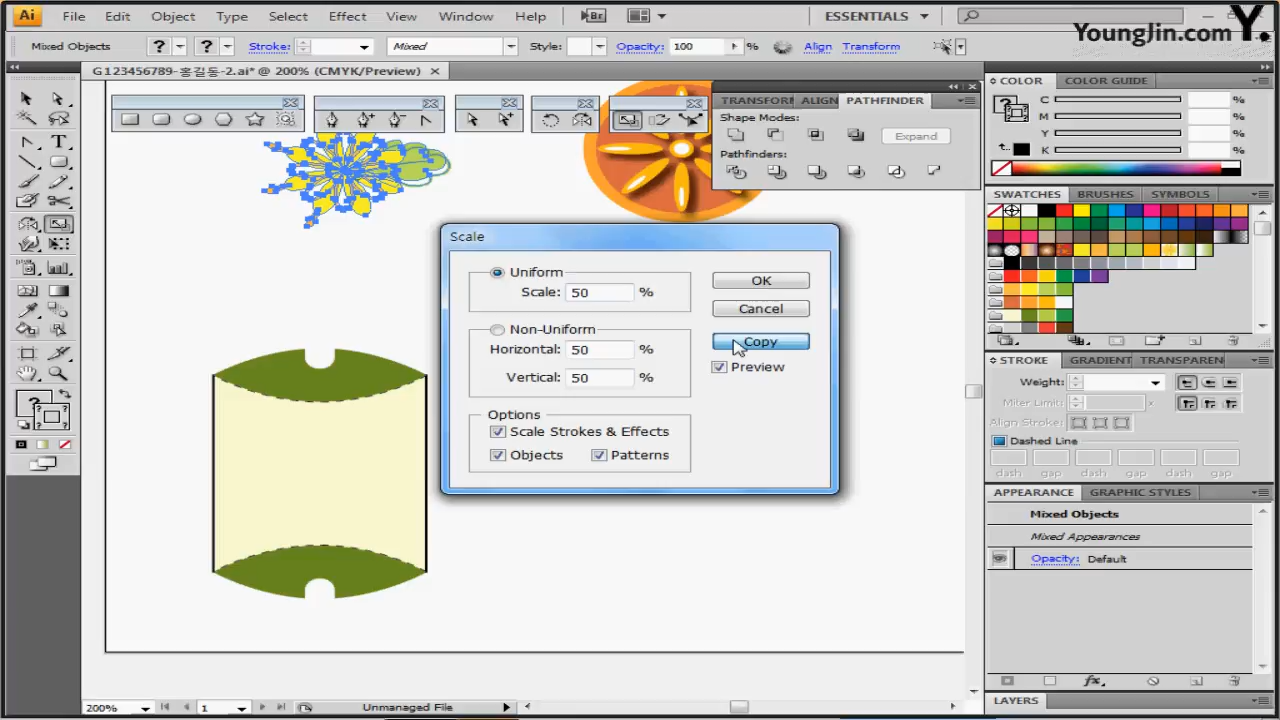 Ai File Edit Object Type Select Effect View Window Help Br ESSENTIALS
YoungJin.com Y.
Mixed Objects ? ? Stroke: Mixed Style: Opacity: 100 % Align Transform
G123456789-홍길동-2.ai* @ 200% (CMYK/Preview) ×
TRANSFORM ALIGN PATHFINDER
Shape Modes:
Expand
Pathfinders:
COLOR COLOR GUIDE
C %
M %
Y %
K %
SWATCHES BRUSHES SYMBOLS
Scale
Uniform
Scale: 50 %
Non-Uniform
Horizontal: 50 %
Vertical: 50 %
Options
Scale Strokes & Effects
Objects Patterns
OK
Cancel
Copy
Preview
STROKE GRADIENT TRANSPAREN
Weight:
Miter Limit: x
Align Stroke:
Dashed Line
dash gap dash gap dash gap
APPEARANCE GRAPHIC STYLES
Mixed Objects
Mixed Appearances
Opacity: Default
fx
LAYERS
200% 1 Unmanaged File